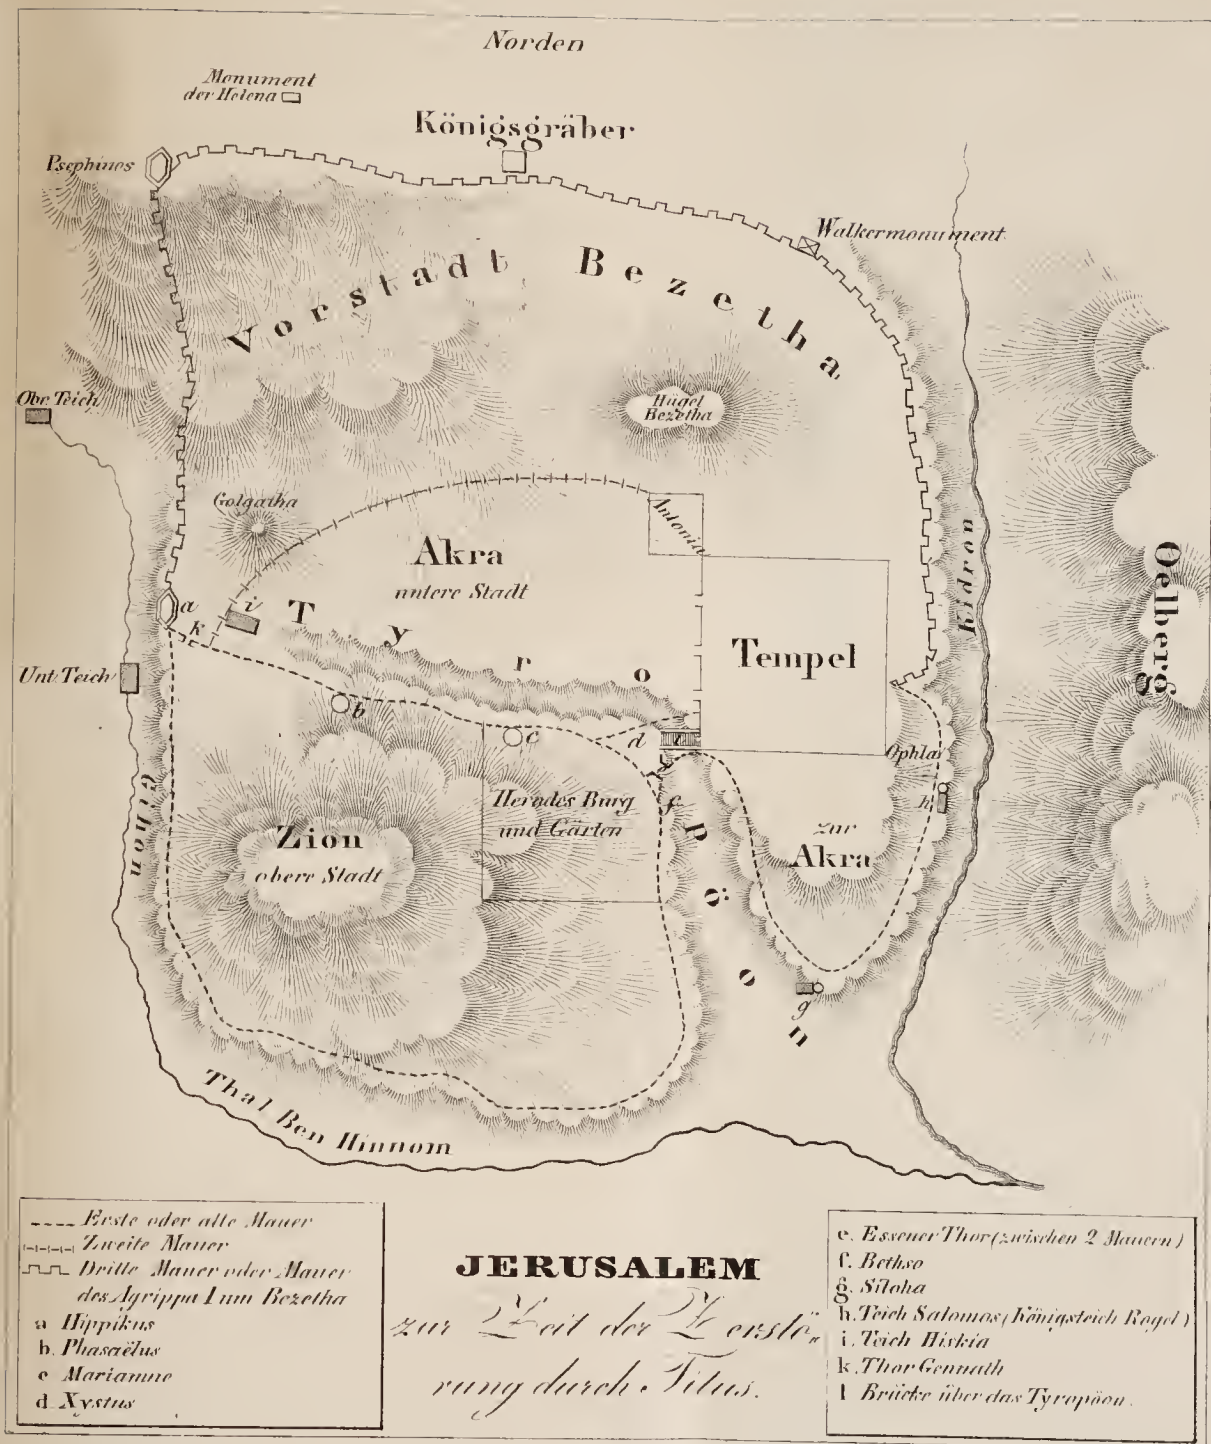 Norden
Monument
der Helena
Königsgräber
Psephinos
Walkermonument
Vorstadt Bezetha
Obr. Teich
Hügel
Bezetha
Golgatha
Antonia
Akra
untere Stadt
Kidron
Oelberg
a
i
k
Tyropöon
Tempel
Unt. Teich
b
c
d
l
Ophla
h
Gihon
Herodes Burg
und Gärten
e
f
Zion
obere Stadt
zur
Akra
g
Thal Ben Hinnom
Erste oder alte Mauer
Zweite Mauer
Dritte Mauer oder Mauer
des Agrippa I um Bezetha
a Hippikus
b. Phasaëlus
c Mariamne
d Xystus
JERUSALEM
zur Zeit der Zerstö„
rung durch Titus.
e. Essener Thor (zwischen 2 Mauern)
f. Bethso
g. Siloha
h. Teich Salomos (Königsteich Rogel)
i. Teich Hiskia
k. Thor Gennath
l Brücke über das Tyropöon.